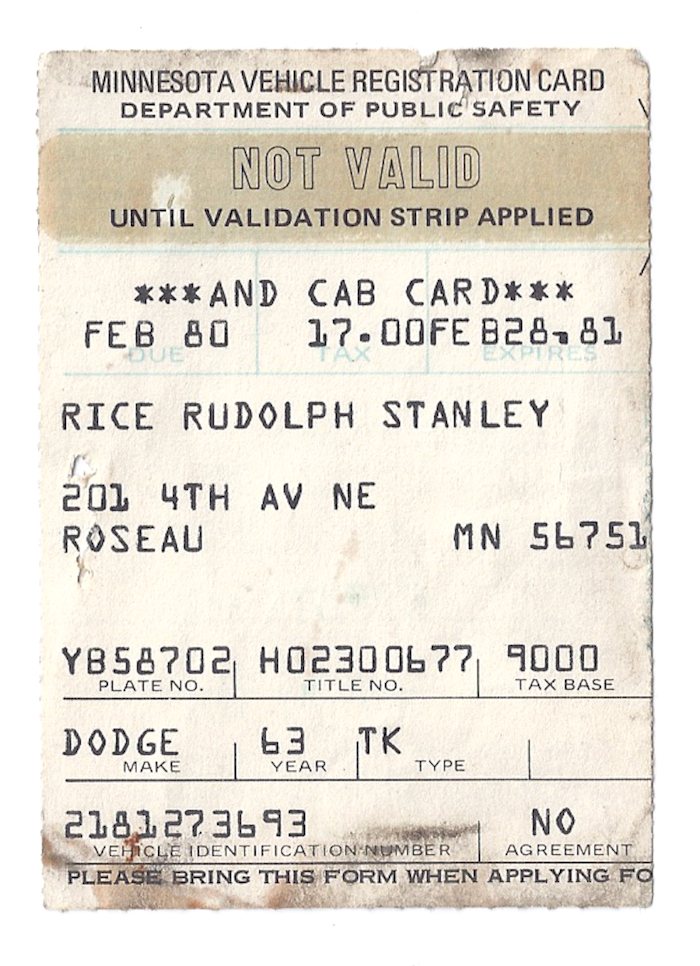 MINNESOTA VEHICLE REGISTRATION CARD
DEPARTMENT OF PUBLIC SAFETY
NOT VALID
UNTIL VALIDATION STRIP APPLIED
***AND CAB CARD***
FEB 80 17.00FEB28,81
DUE TAX EXPIRES
RICE RUDOLPH STANLEY
201 4TH AV NE
ROSEAU MN 56751
YB58702 H02300677 9000
PLATE NO. TITLE NO. TAX BASE
DODGE 63 TK
MAKE YEAR TYPE
2181273693 NO
VEHICLE IDENTIFICATION NUMBER AGREEMENT
PLEASE BRING THIS FORM WHEN APPLYING FO